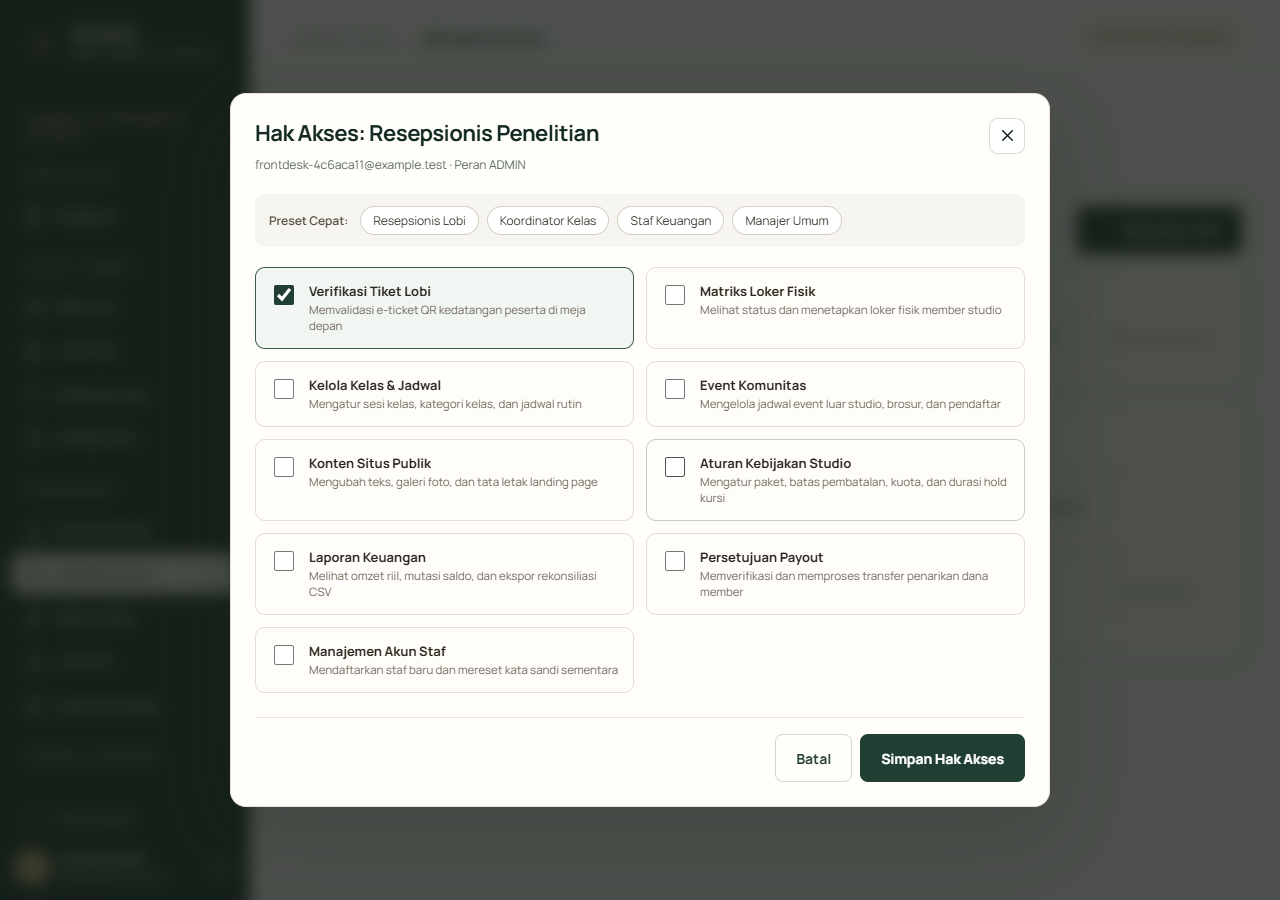 Hak Akses: Resepsionis Penelitian
frontdesk-4c6aca11@example.test · Peran ADMIN
Preset Cepat:
Resepsionis Lobi
Koordinator Kelas
Staf Keuangan
Manajer Umum
Verifikasi Tiket Lobi
Memvalidasi e-ticket QR kedatangan peserta di meja
depan
Matriks Loker Fisik
Melihat status dan menetapkan loker fisik member studio
Kelola Kelas & Jadwal
Mengatur sesi kelas, kategori kelas, dan jadwal rutin
Event Komunitas
Mengelola jadwal event luar studio, brosur, dan pendaftar
Konten Situs Publik
Mengubah teks, galeri foto, dan tata letak landing page
Aturan Kebijakan Studio
Mengatur paket, batas pembatalan, kuota, dan durasi hold
kursi
Laporan Keuangan
Melihat omzet riil, mutasi saldo, dan ekspor rekonsiliasi
CSV
Persetujuan Payout
Memverifikasi dan memproses transfer penarikan dana
member
Manajemen Akun Staf
Mendaftarkan staf baru dan mereset kata sandi sementara
Batal
Simpan Hak Akses